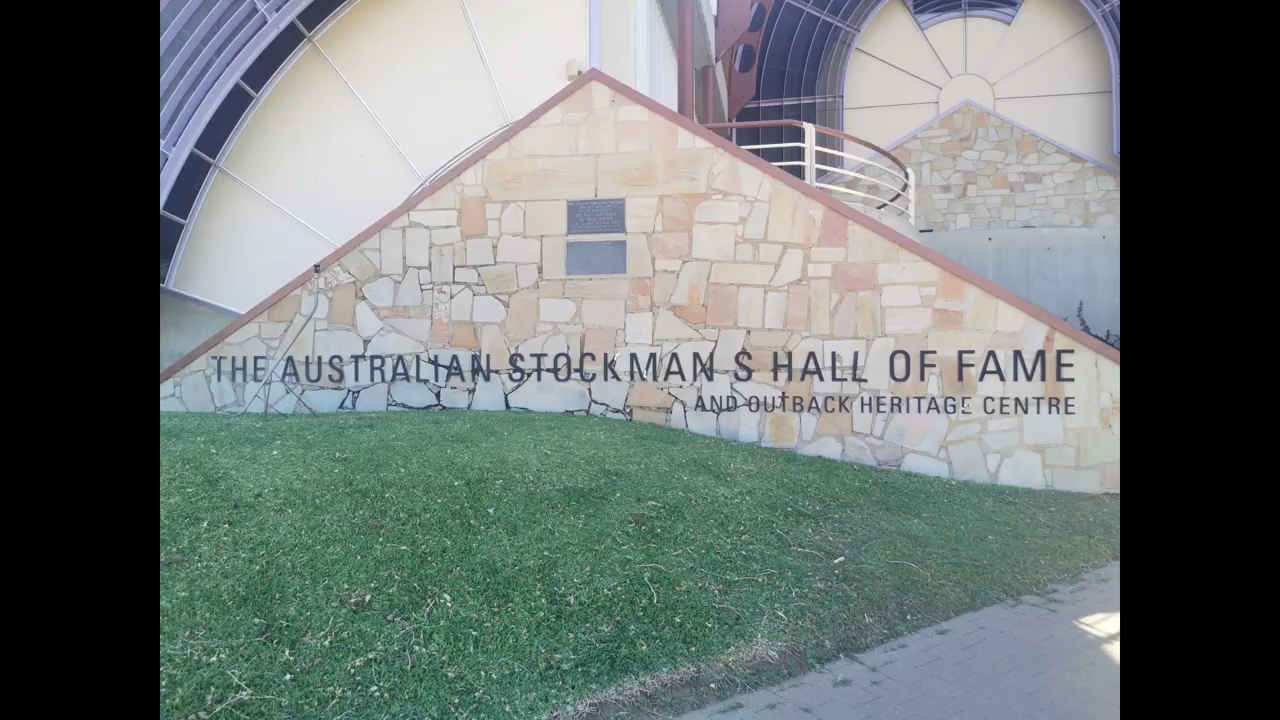 THE AUSTRALIAN STOCKMAN S HALL OF FAME
AND OUTBACK HERITAGE CENTRE